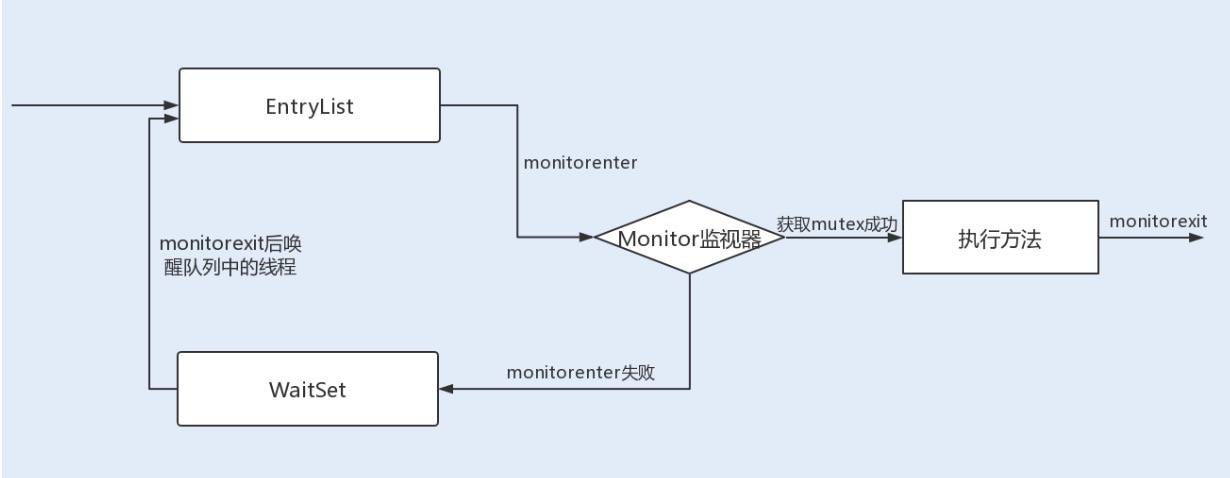 EntryList
monitorenter
获取mutex成功
monitorexit
Monitor监视器
执行方法
monitorexit后唤
醒队列中的线程
monitorenter失败
WaitSet